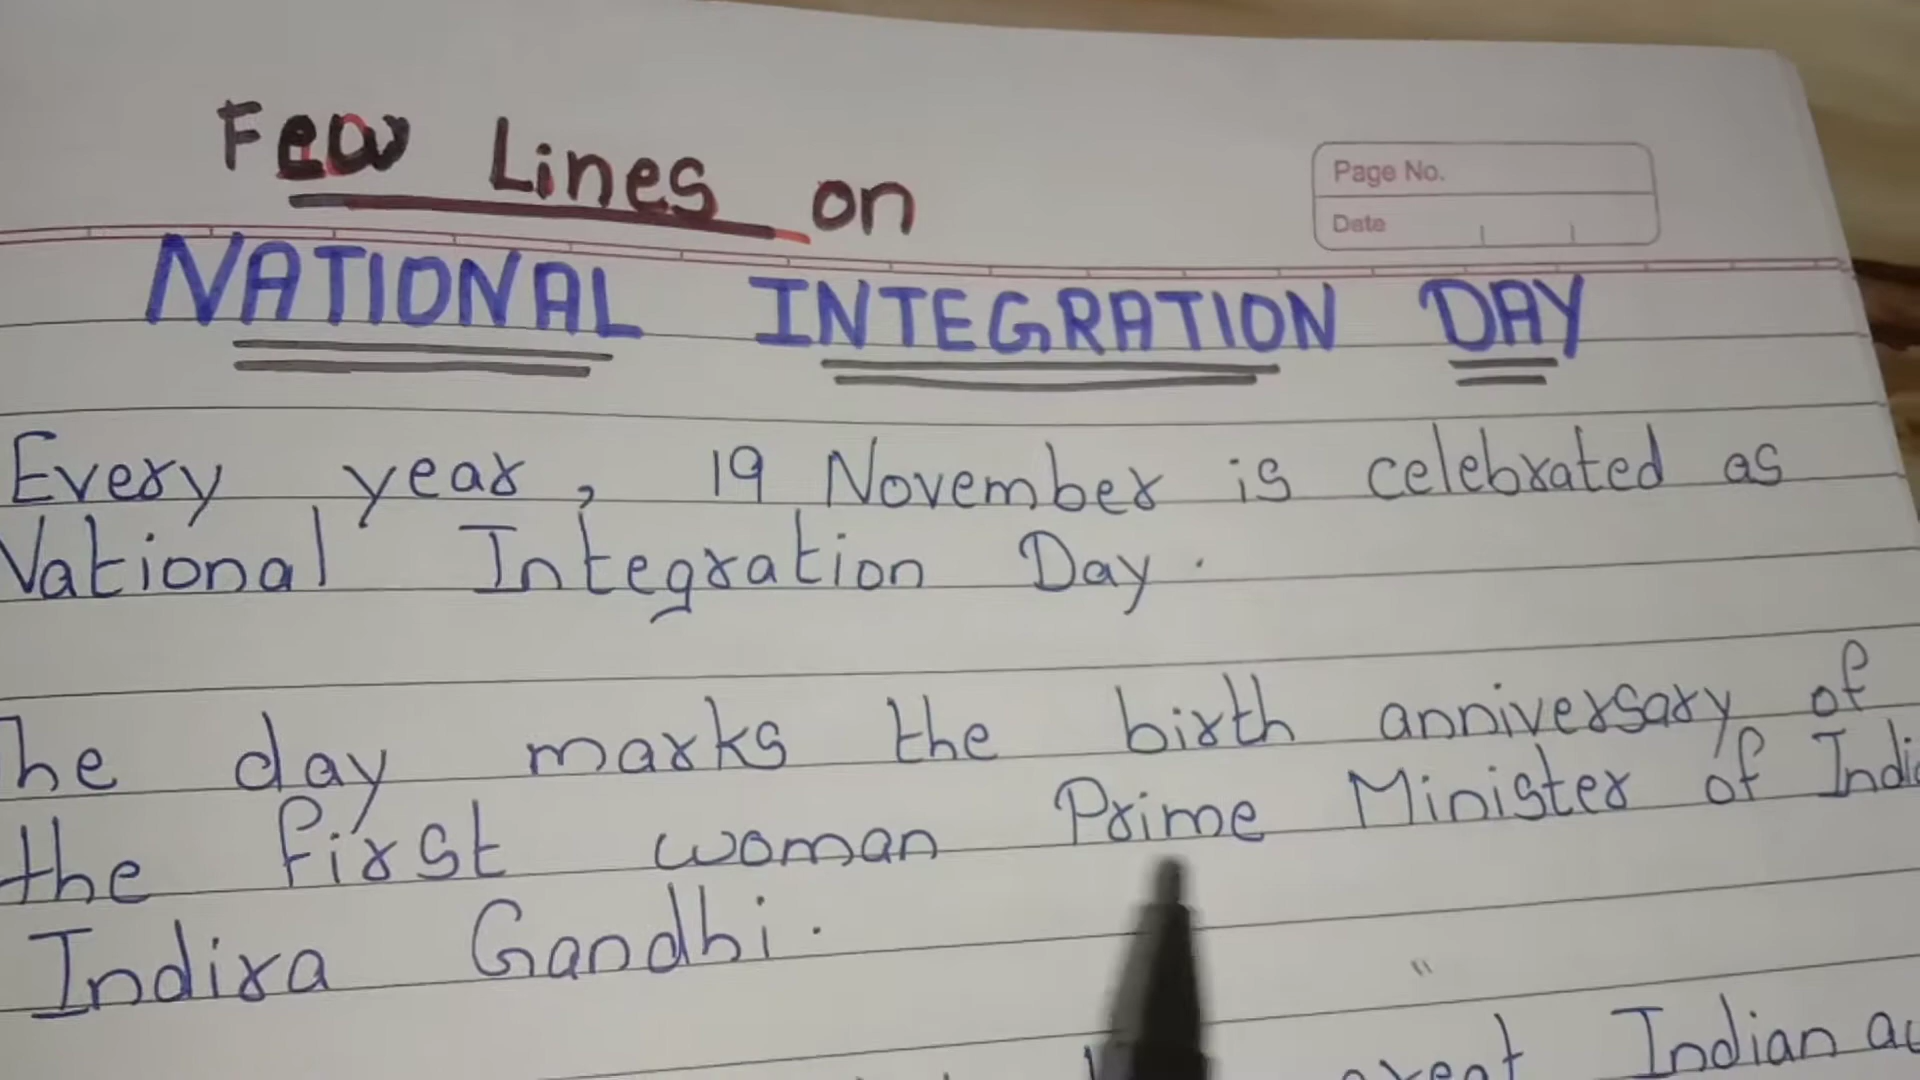 Few Lines on
Page No.
Date
NATIONAL INTEGRATION DAY
Every year, 19 November is celebrated as
National Integration Day.
The day marks the birth anniversary of
the first woman Prime Minister of India
Indira Gandhi.
Indian